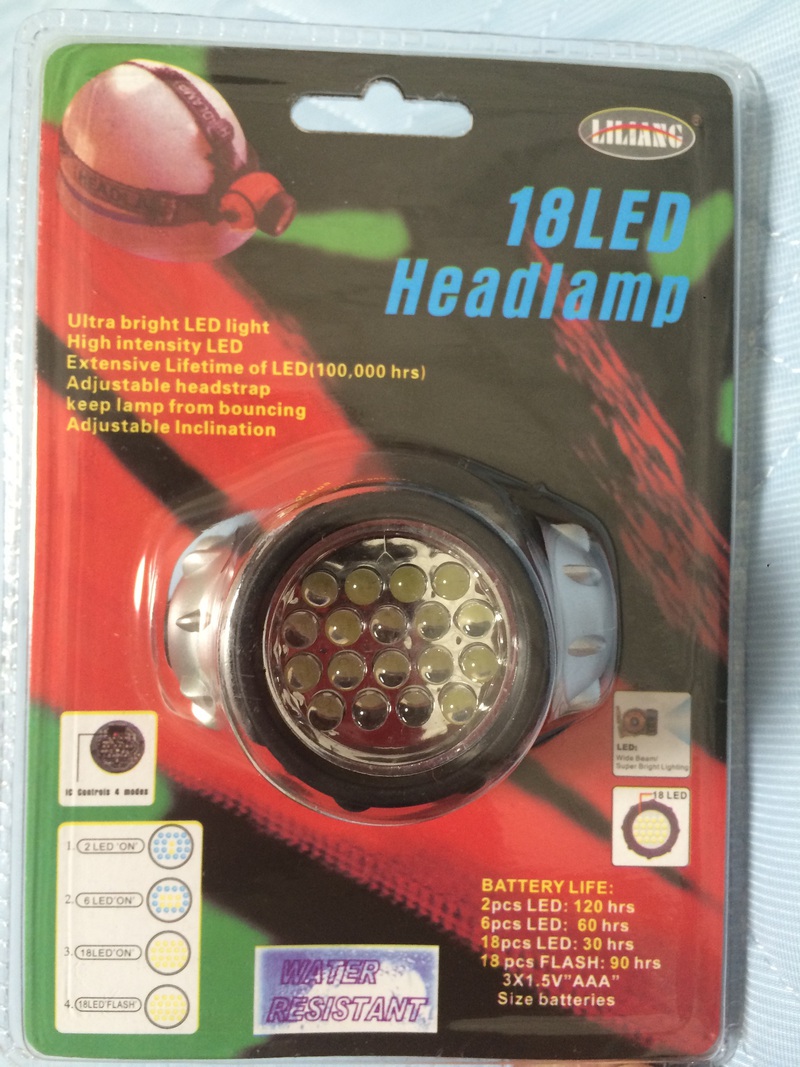 HEADLAMP
HEADLAMP
LILIANG
18LED
Headlamp
Ultra bright LED light
High intensity LED
Extensive Lifetime of LED(100,000 hrs)
Adjustable headstrap
keep lamp from bouncing
Adjustable Inclination
IC Controls 4 modes
LED:
Wide Beam/
Super Bright Lighting
18 LED
1. 2 LED 'ON'
2. 6 LED'ON'
3. 18LED'ON'
4. 18LED'FLASH'
WATER
RESISTANT
BATTERY LIFE:
2pcs LED: 120 hrs
6pcs LED: 60 hrs
18pcs LED: 30 hrs
18 pcs FLASH: 90 hrs
3X1.5V"AAA"
Size batteries